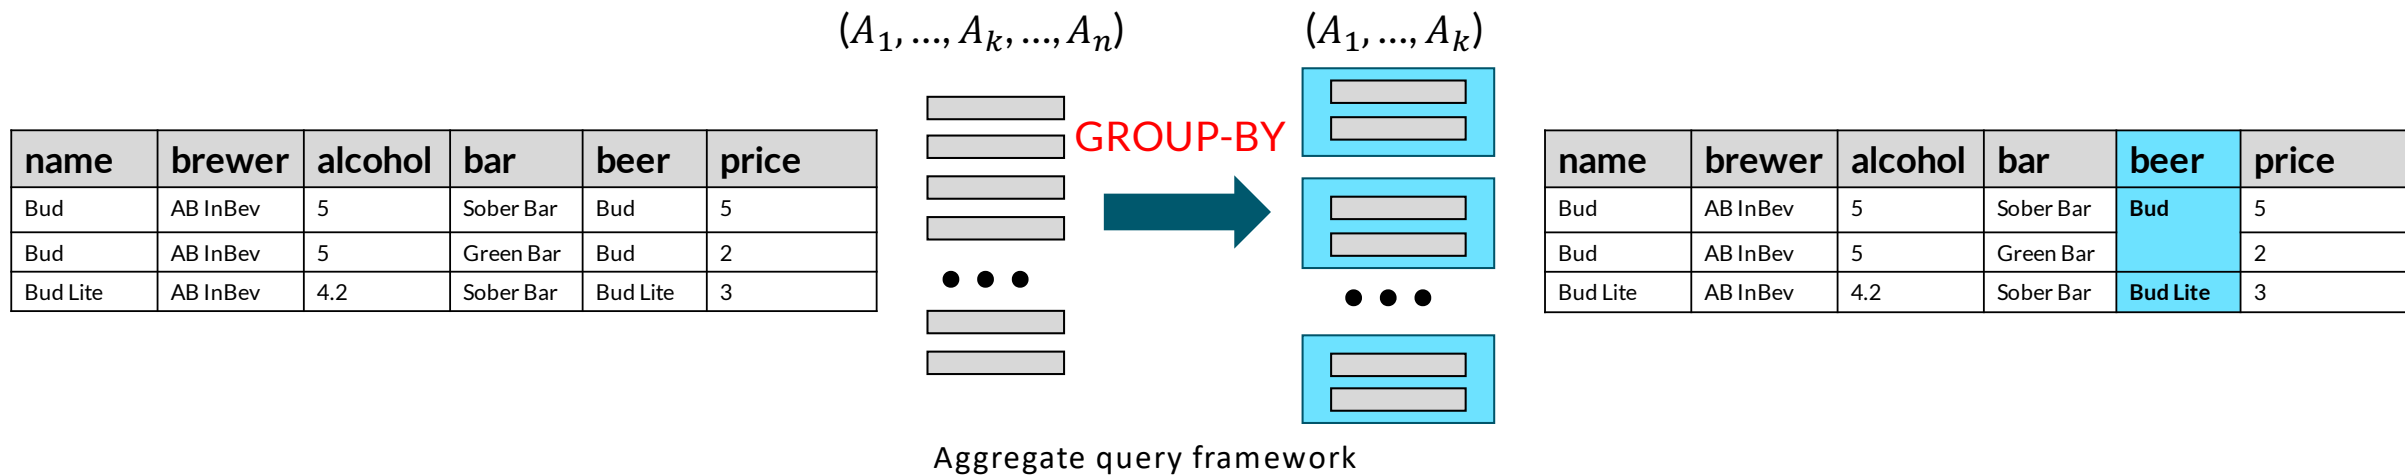 (A₁, ..., Aₖ, ..., Aₙ)
(A₁, ..., Aₖ)
name brewer alcohol bar beer price
Bud AB InBev 5 Sober Bar Bud 5
Bud AB InBev 5 Green Bar Bud 2
Bud Lite AB InBev 4.2 Sober Bar Bud Lite 3
GROUP-BY
name brewer alcohol bar beer price
Bud AB InBev 5 Sober Bar Bud 5
Bud AB InBev 5 Green Bar 2
Bud Lite AB InBev 4.2 Sober Bar Bud Lite 3
Aggregate query framework